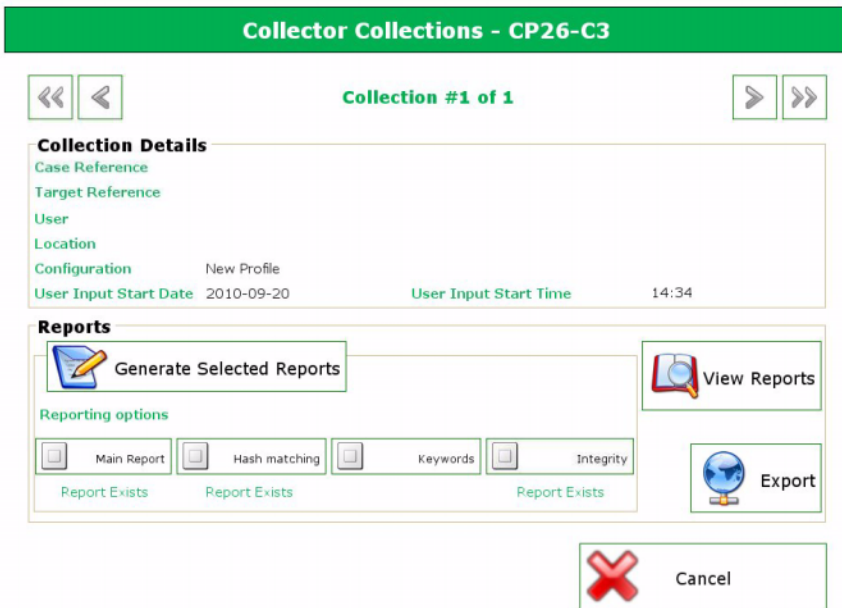 Collector Collections - CP26-C3
Collection #1 of 1
Collection Details
Case Reference
Target Reference
User
Location
Configuration New Profile
User Input Start Date 2010-09-20 User Input Start Time 14:34
Reports
Generate Selected Reports
View Reports
Reporting options
Main Report Hash matching Keywords Integrity
Report Exists Report Exists Report Exists
Export
Cancel